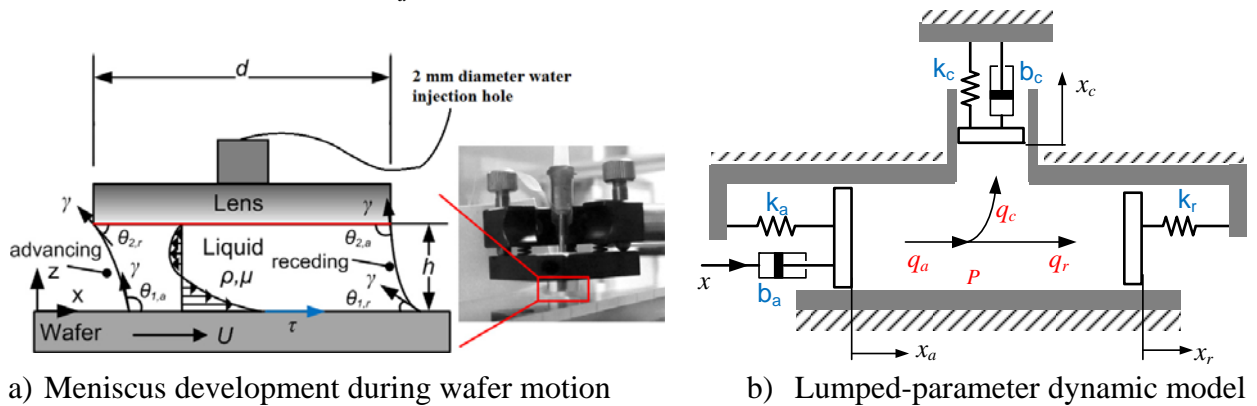 d
2 mm diameter water
injection hole
γ
Lens
γ
θ2,r
θ2,a
advancing
Liquid
receding
h
z
γ
ρ,μ
γ
x
θ1,a
θ1,r
Wafer
U
τ
a) Meniscus development during wafer motion
kc
bc
xc
ka
kr
qc
qa
qr
x
P
ba
xa
xr
b) Lumped-parameter dynamic model